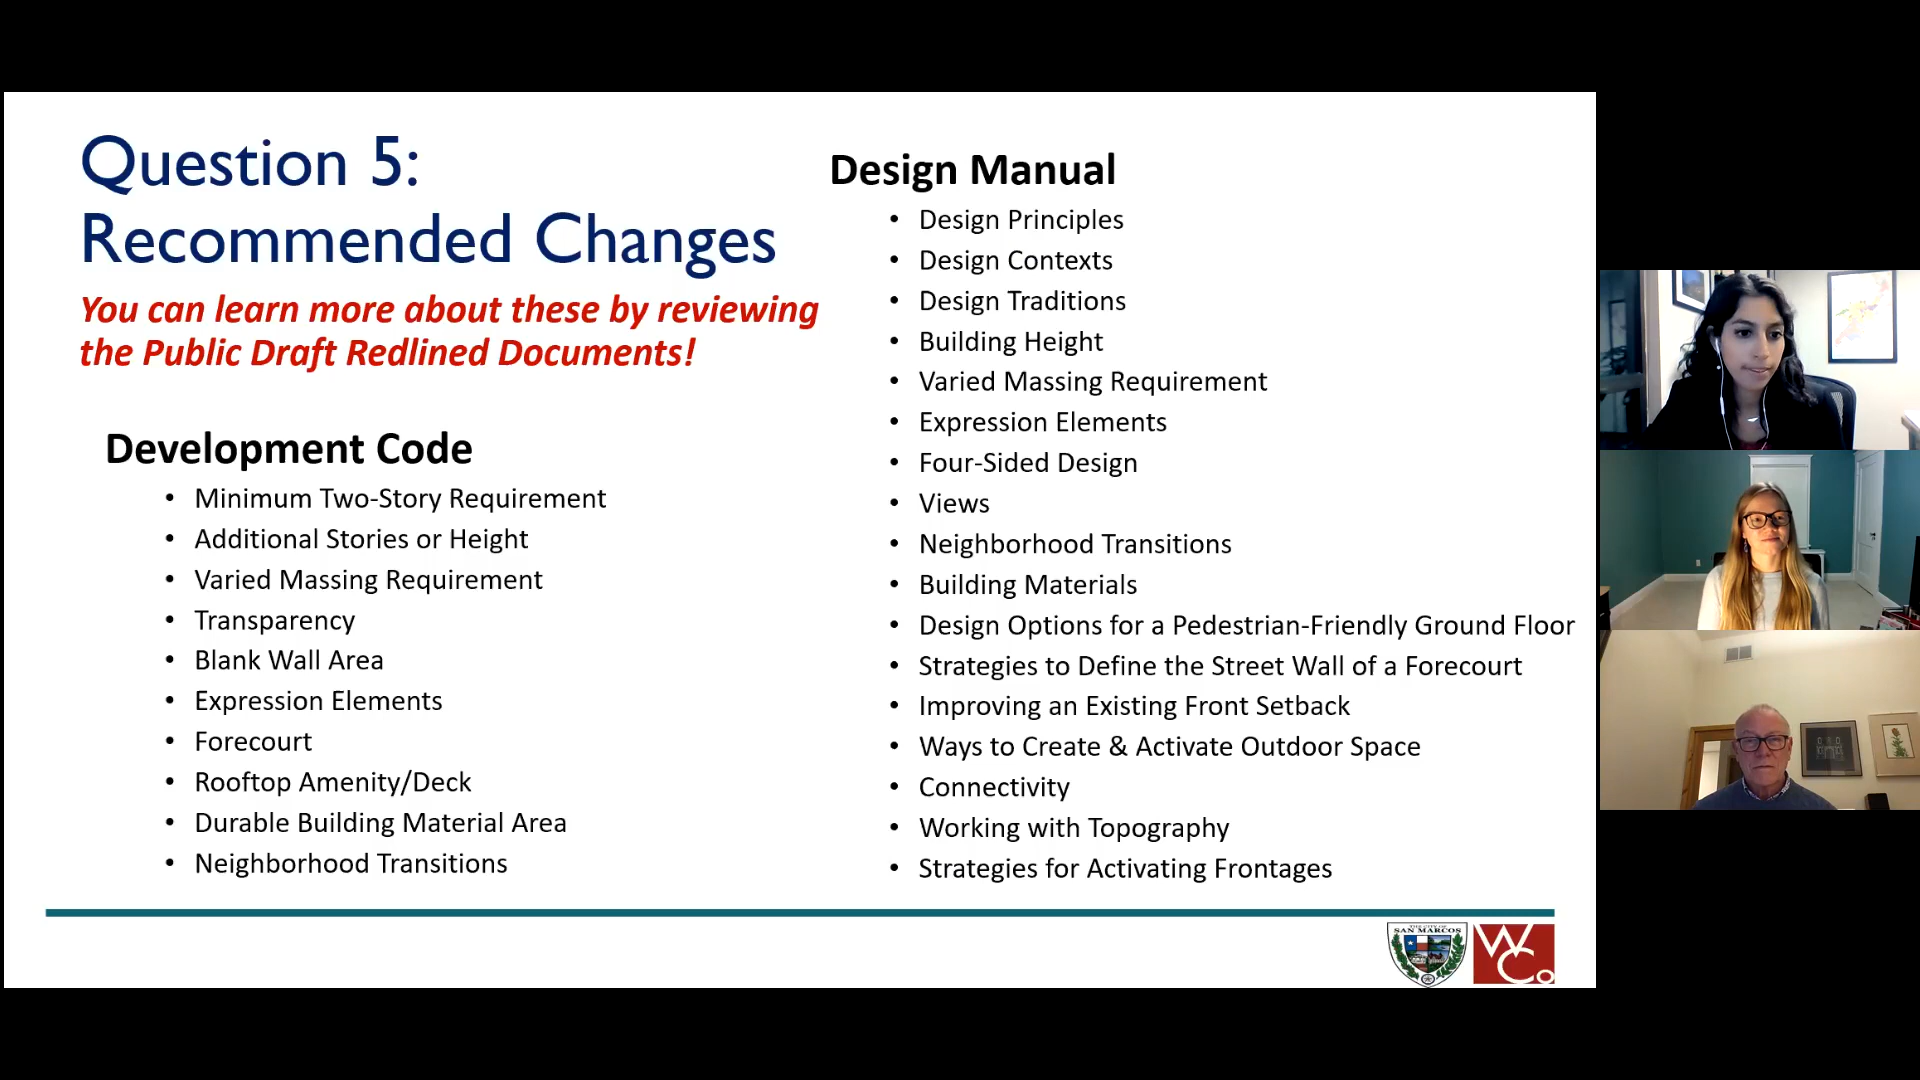 Question 5:
Recommended Changes
You can learn more about these by reviewing
the Public Draft Redlined Documents!
Development Code
• Minimum Two-Story Requirement
• Additional Stories or Height
• Varied Massing Requirement
• Transparency
• Blank Wall Area
• Expression Elements
• Forecourt
• Rooftop Amenity/Deck
• Durable Building Material Area
• Neighborhood Transitions
Design Manual
• Design Principles
• Design Contexts
• Design Traditions
• Building Height
• Varied Massing Requirement
• Expression Elements
• Four-Sided Design
• Views
• Neighborhood Transitions
• Building Materials
• Design Options for a Pedestrian-Friendly Ground Floor
• Strategies to Define the Street Wall of a Forecourt
• Improving an Existing Front Setback
• Ways to Create & Activate Outdoor Space
• Connectivity
• Working with Topography
• Strategies for Activating Frontages
THE CITY OF
SAN MARCOS
WCo